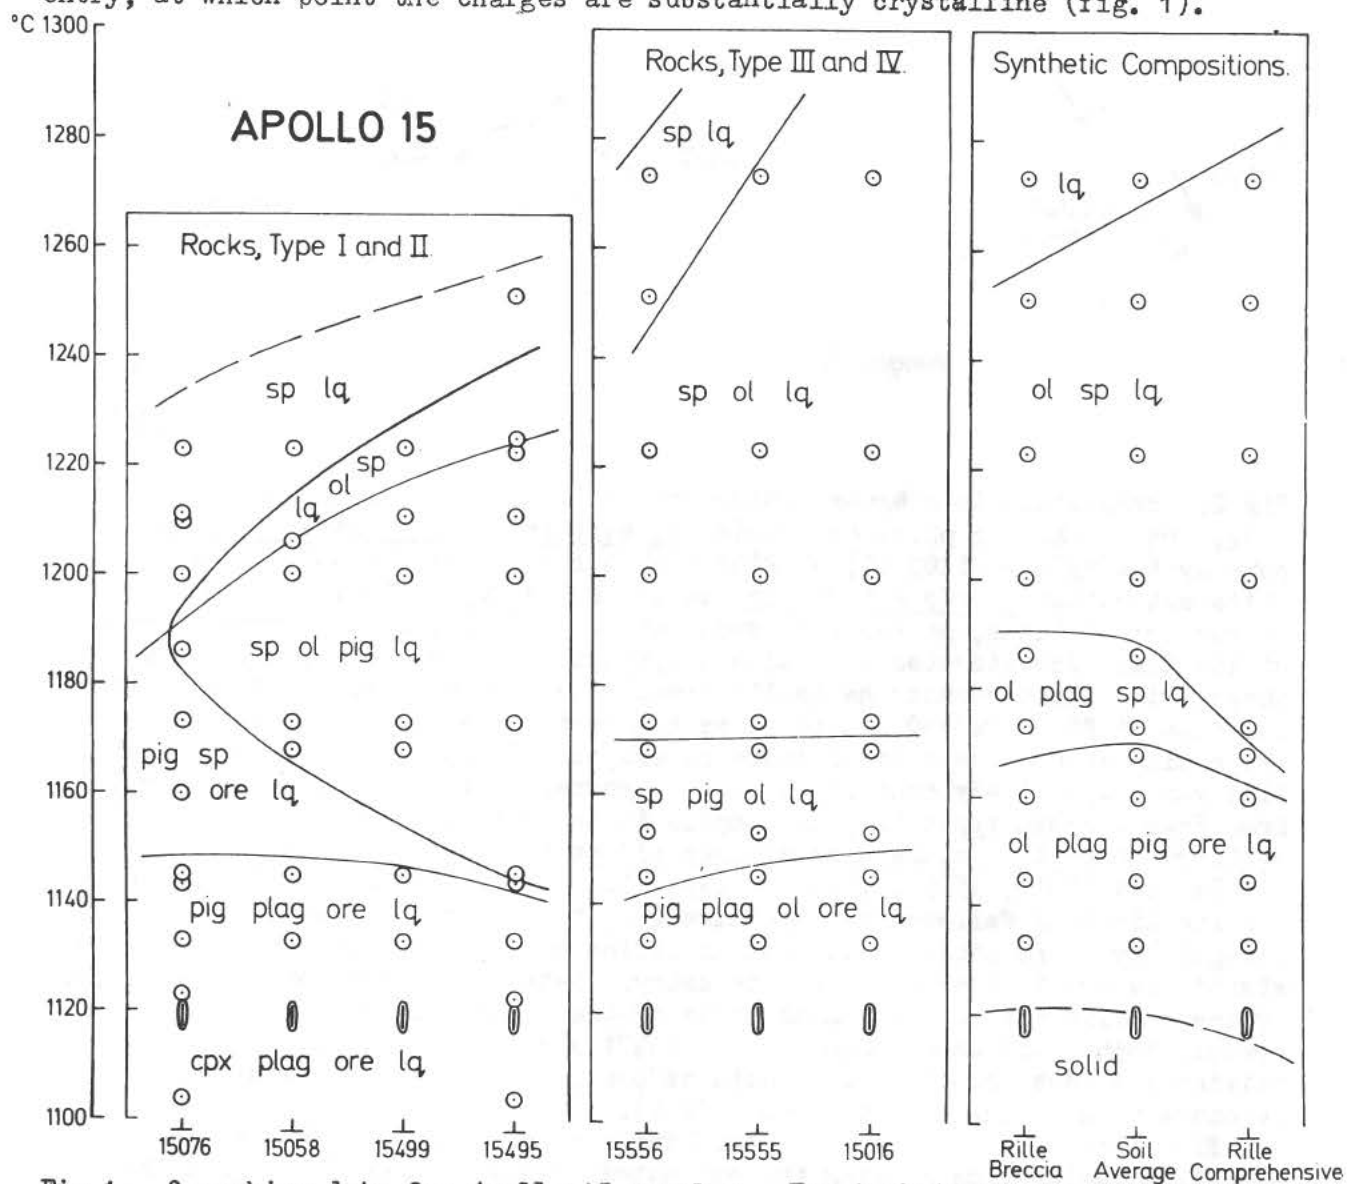 entry, at which point the charges are substantially crystalline (fig. 1).
°C 1300
1280
1260
1240
1220
1200
1180
1160
1140
1120
1100
APOLLO 15
Rocks, Type I and II
sp lq
sp
ol
lq
sp ol pig lq
pig sp
ore lq
pig plag ore lq
cpx plag ore lq
15076 15058 15499 15495
Rocks, Type III and IV.
sp lq
sp ol lq
sp pig ol lq
pig plag ol ore lq
15556 15555 15016
Synthetic Compositions.
lq
ol sp lq
ol plag sp lq
ol plag pig ore lq
solid
Rille Breccia
Soil Average
Rille Comprehensive